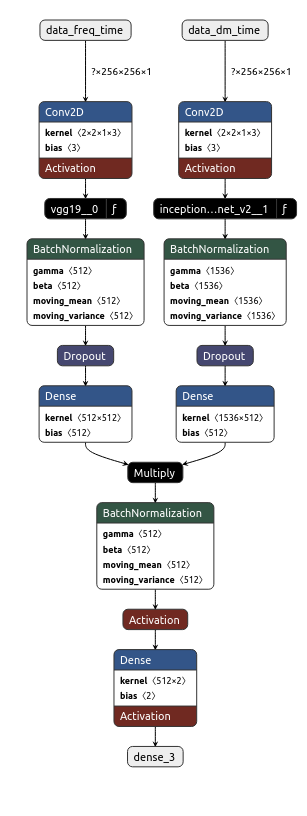 data_freq_time
data_dm_time
?×256×256×1
?×256×256×1
Conv2D
kernel ⟨2×2×1×3⟩
bias ⟨3⟩
Activation
Conv2D
kernel ⟨2×2×1×3⟩
bias ⟨3⟩
Activation
vgg19__0 ƒ
inception…net_v2__1 ƒ
BatchNormalization
gamma ⟨512⟩
beta ⟨512⟩
moving_mean ⟨512⟩
moving_variance ⟨512⟩
BatchNormalization
gamma ⟨1536⟩
beta ⟨1536⟩
moving_mean ⟨1536⟩
moving_variance ⟨1536⟩
Dropout
Dropout
Dense
kernel ⟨512×512⟩
bias ⟨512⟩
Dense
kernel ⟨1536×512⟩
bias ⟨512⟩
Multiply
BatchNormalization
gamma ⟨512⟩
beta ⟨512⟩
moving_mean ⟨512⟩
moving_variance ⟨512⟩
Activation
Dense
kernel ⟨512×2⟩
bias ⟨2⟩
Activation
dense_3